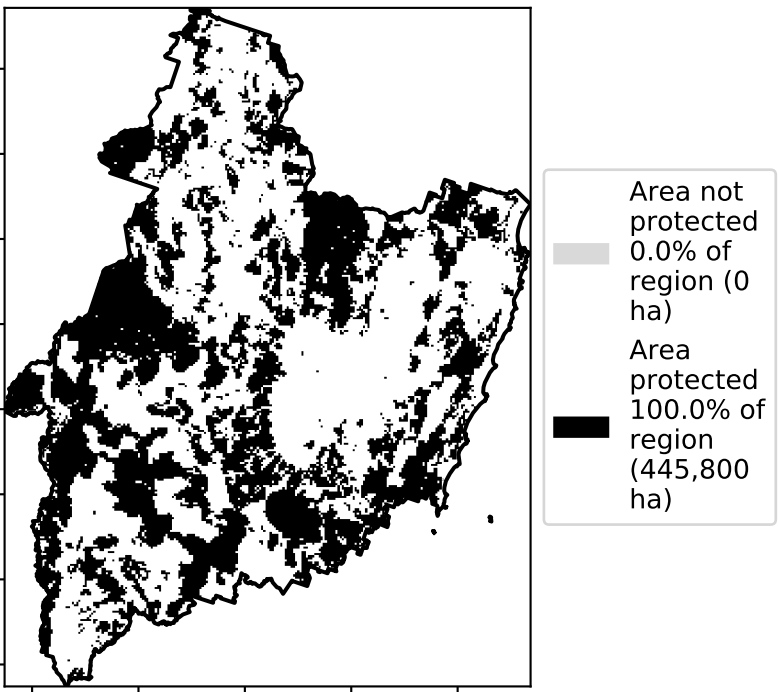 Area not
protected
0.0% of
region (0
ha)
Area
protected
100.0% of
region
(445,800
ha)